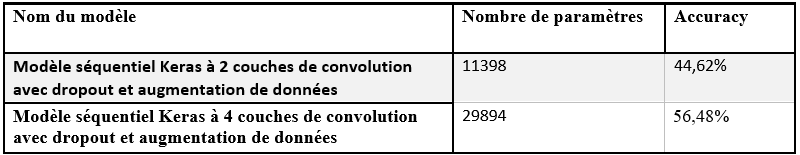 Nom du modèle Nombre de paramètres Accuracy
Modèle séquentiel Keras à 2 couches de convolution 11398 44,62%
avec dropout et augmentation de données
Modèle séquentiel Keras à 4 couches de convolution 29894 56,48%
avec dropout et augmentation de données